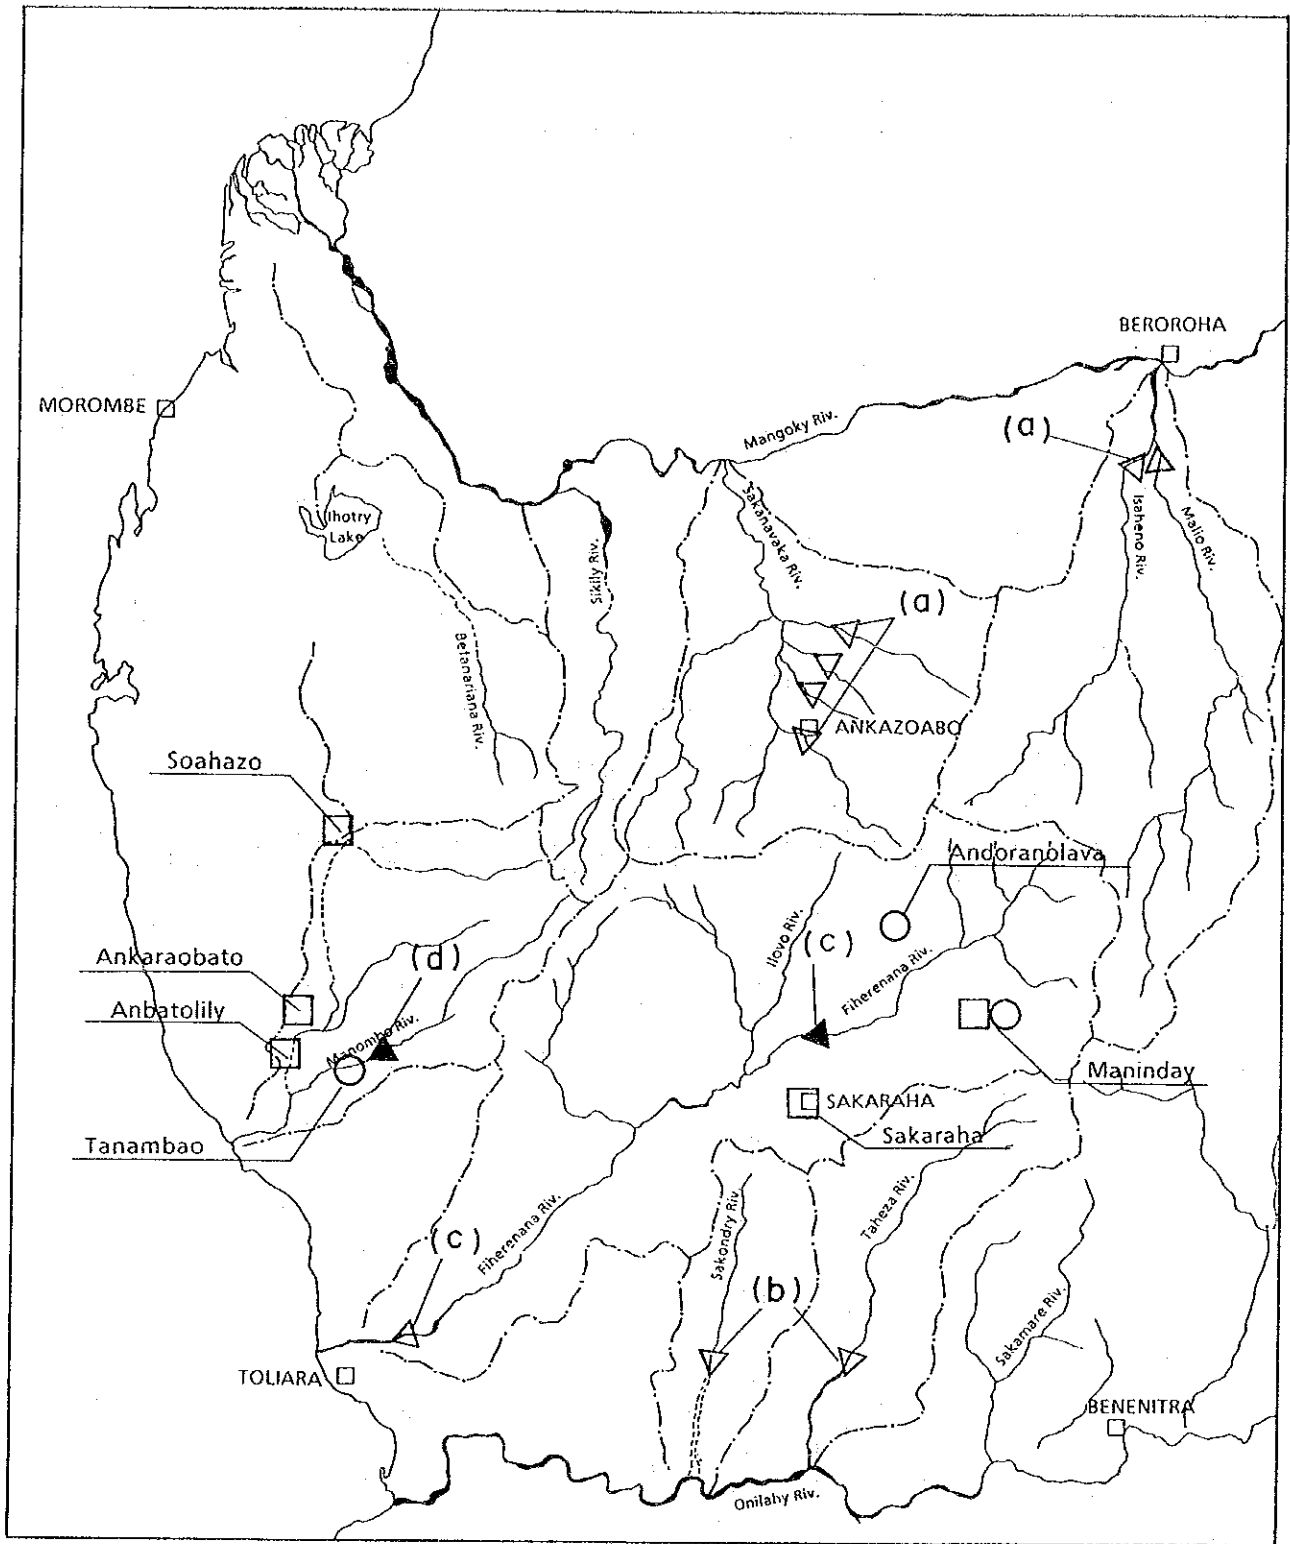 BEROROHA
MOROMBE
(a)
Mangoky Riv.
Sakanavaka Riv.
Isaheno Riv.
Malio Riv.
Ihotry
Lake
Sikily Riv.
(a)
Befanariana Riv.
ANKAZOABO
Soahazo
Andoranolava
Ilovo Riv.
(c)
Ankaraobato
(d)
Fiherenana Riv.
Anbatolily
Manombo Riv.
Maninday
SAKARAHA
Sakaraha
Tanambao
Sakondry Riv.
Taheza Riv.
Fiherenana Riv.
(c)
(b)
Sakamare Riv.
TOLIARA
BENENITRA
Onilahy Riv.